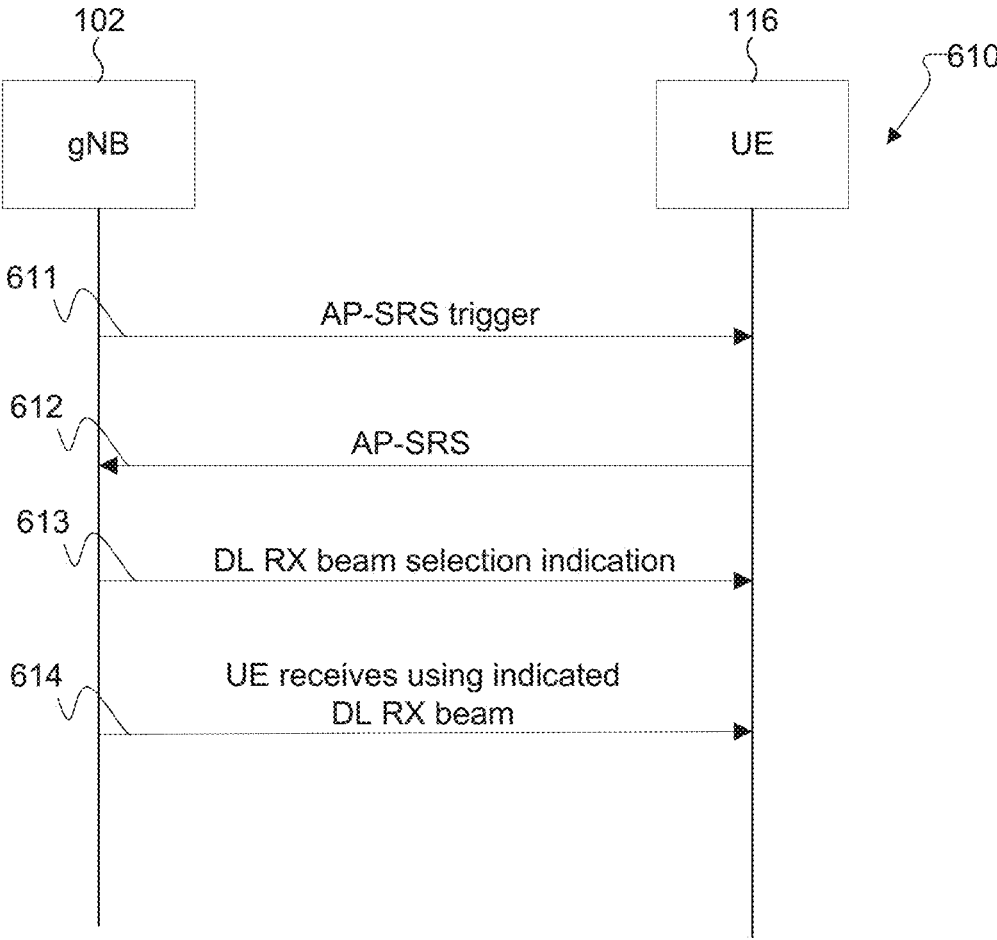 102
116
610
gNB
UE
611
AP-SRS trigger
612
AP-SRS
613
DL RX beam selection indication
614
UE receives using indicated
DL RX beam